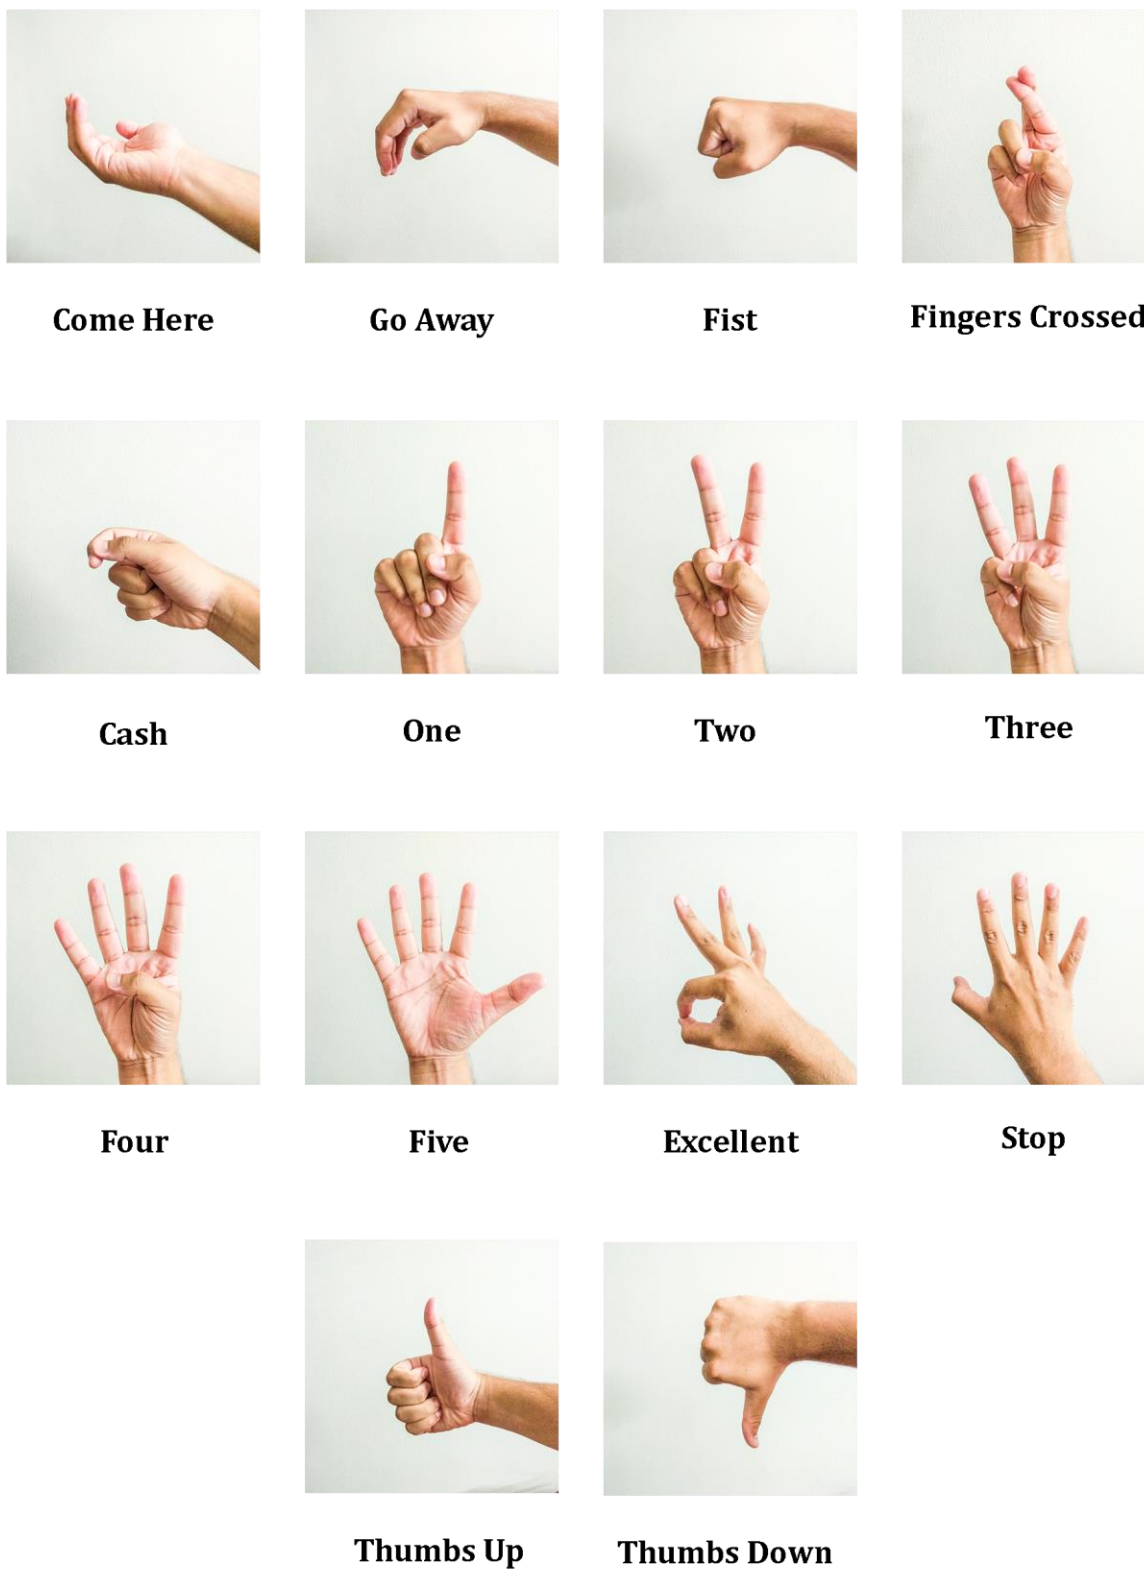 Come Here
Go Away
Fist
Fingers Crossed
Cash
One
Two
Three
Four
Five
Excellent
Stop
Thumbs Up
Thumbs Down